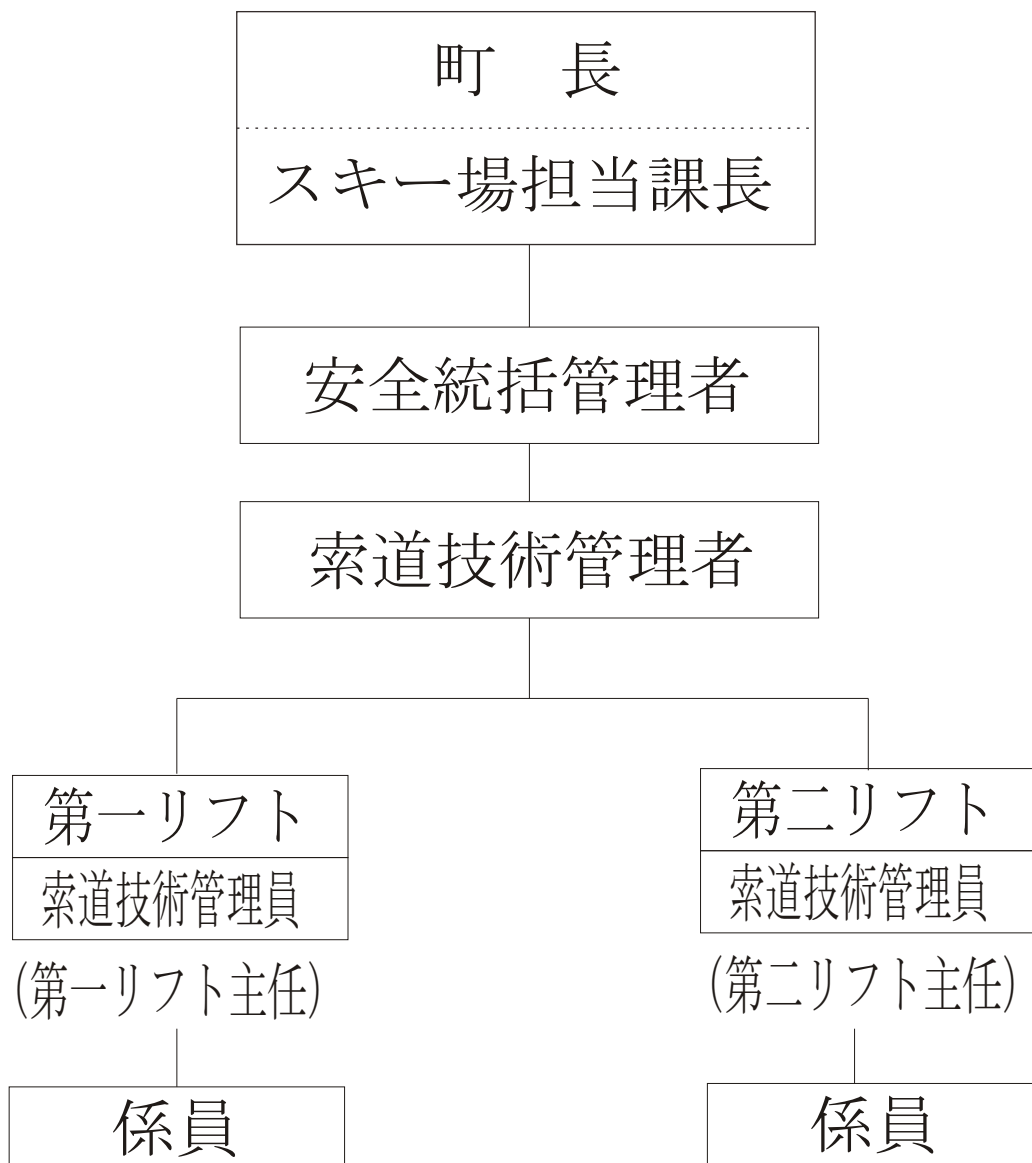 町　長
スキー場担当課長
安全統括管理者
索道技術管理者
第一リフト
索道技術管理員
(第一リフト主任)
係員
第二リフト
索道技術管理員
(第二リフト主任)
係員